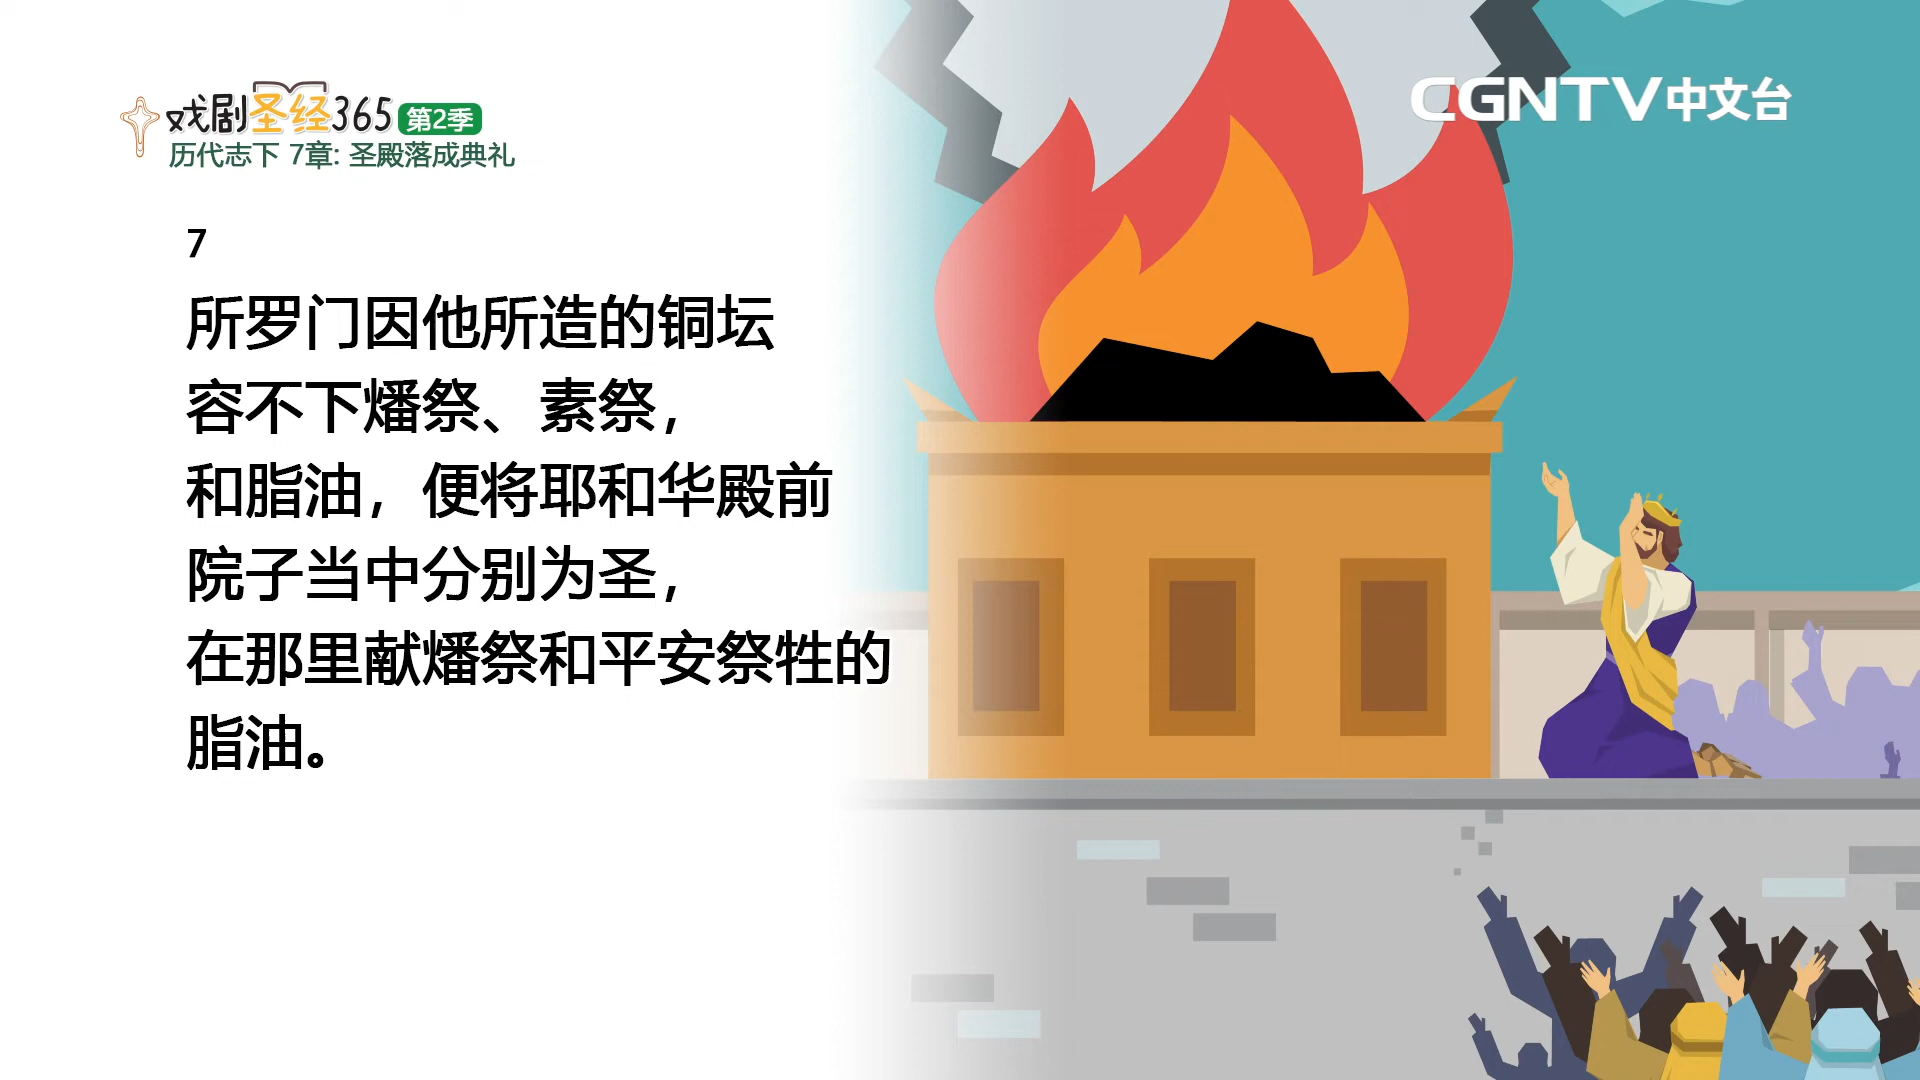 戏剧圣经365 第2季
CGNTV中文台
历代志下 7章: 圣殿落成典礼
7
所罗门因他所造的铜坛
容不下燔祭、素祭，
和脂油，便将耶和华殿前
院子当中分别为圣，
在那里献燔祭和平安祭牲的
脂油。